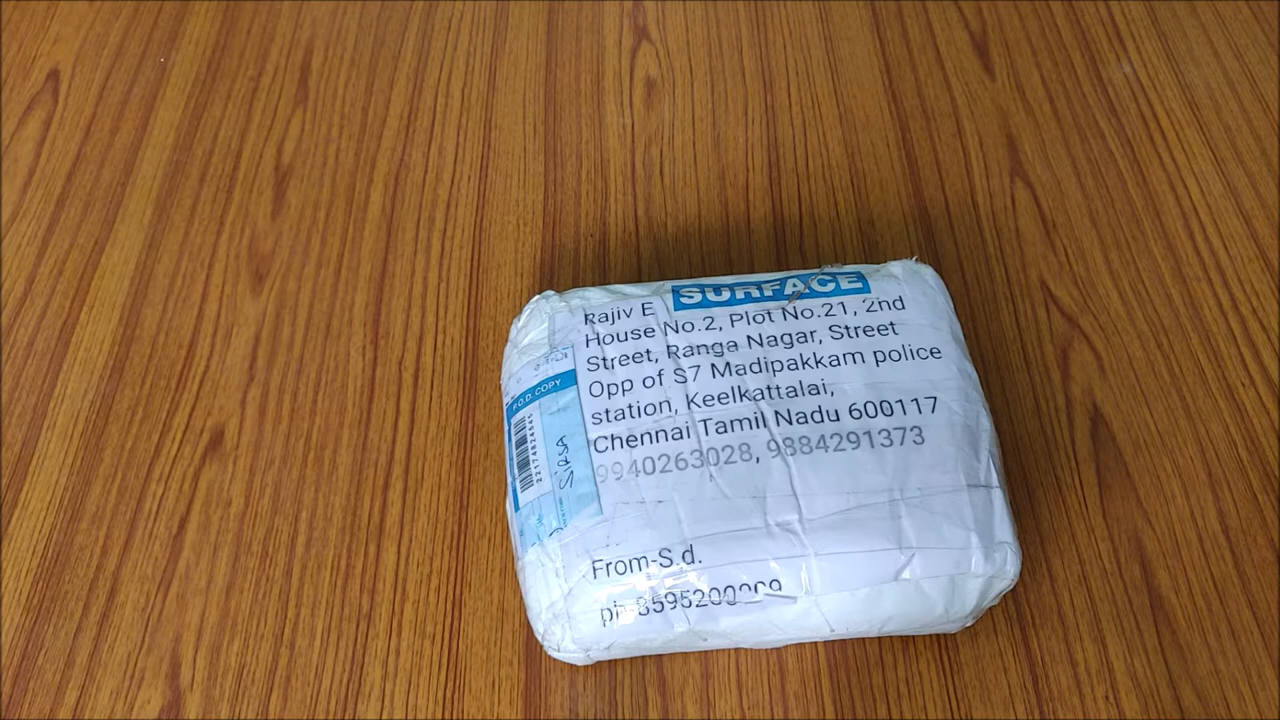 SURFACE
Rajiv E
House No.2, Plot No.21, 2nd
Street, Ranga Nagar, Street
Opp of S7 Madipakkam police
station, Keelkattalai,
Chennai Tamil Nadu 600117
9940263028, 9884291373
From-S.d.
P.O.D. COPY
SIRSA